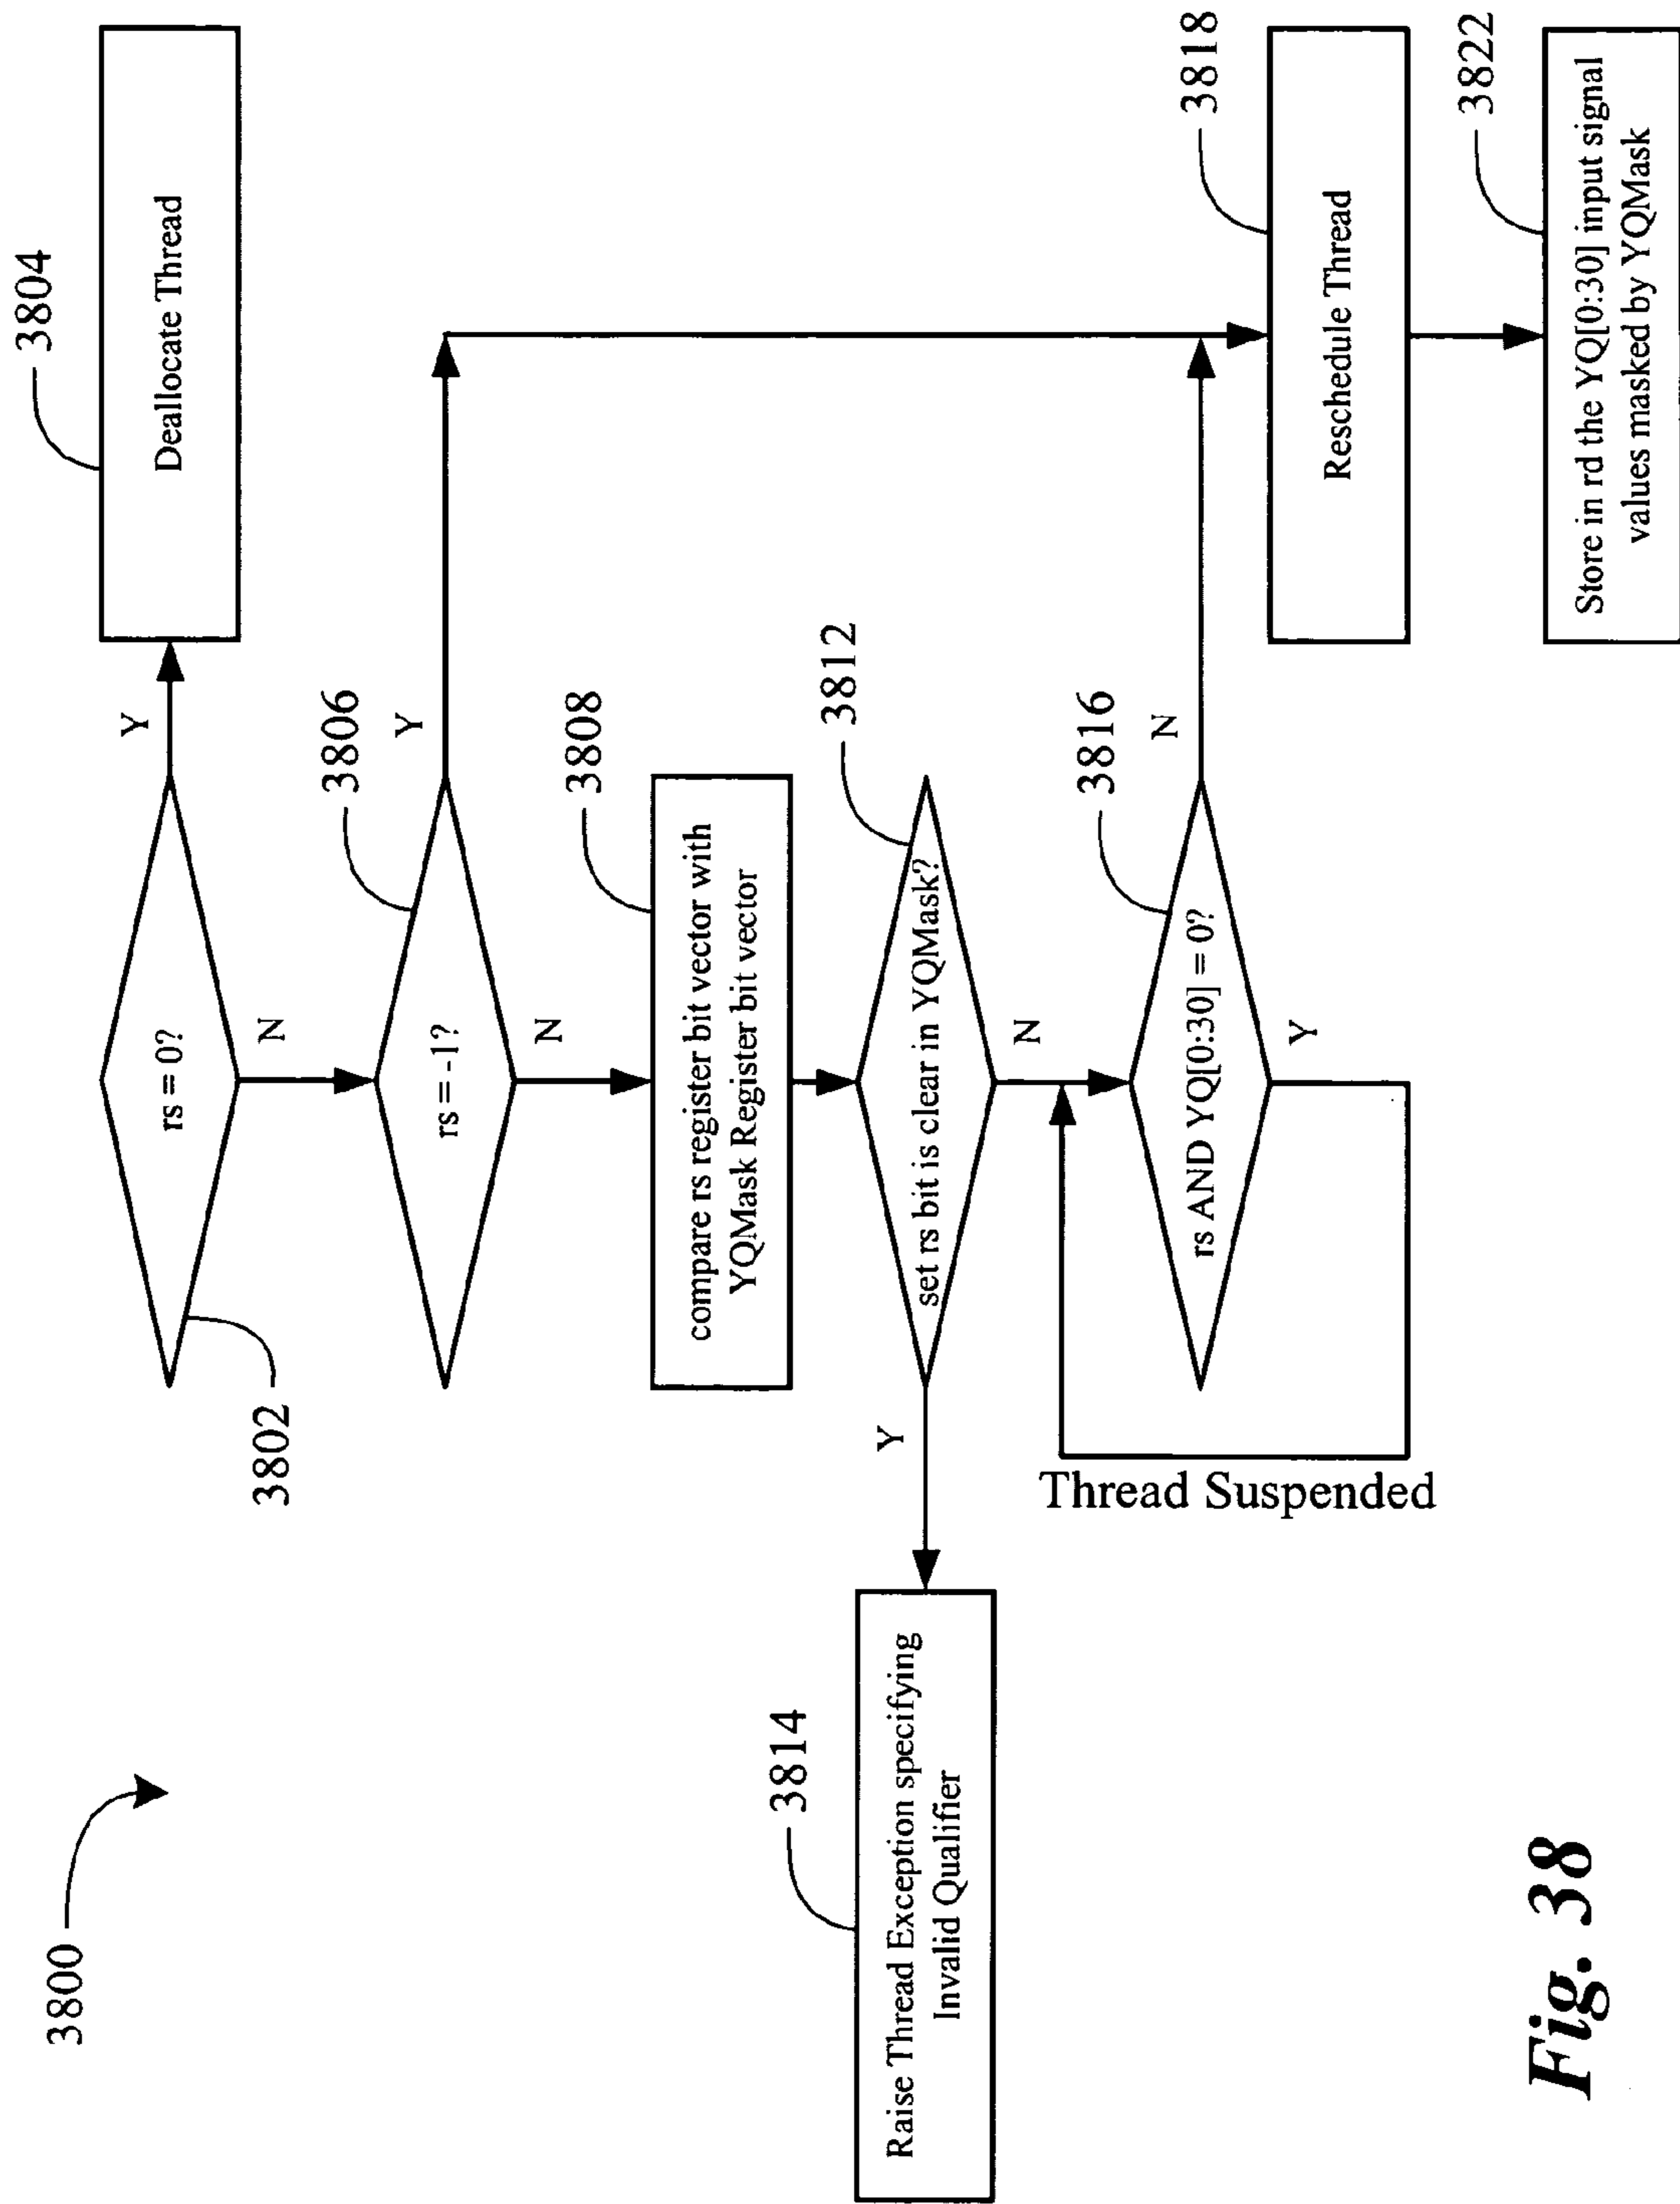 3800
3802
rs = 0?
Y
3804
Deallocate Thread
N
3806
rs = -1?
Y
N
3808
compare rs register bit vector with
YQMask Register bit vector
3812
set rs bit is clear in YQMask?
Y
3814
Raise Thread Exception specifying
Invalid Qualifier
N
3816
rs AND YQ[0:30] = 0?
N
Y
Thread Suspended
3818
Reschedule Thread
3822
Store in rd the YQ[0:30] input signal
values masked by YQMask
Fig. 38